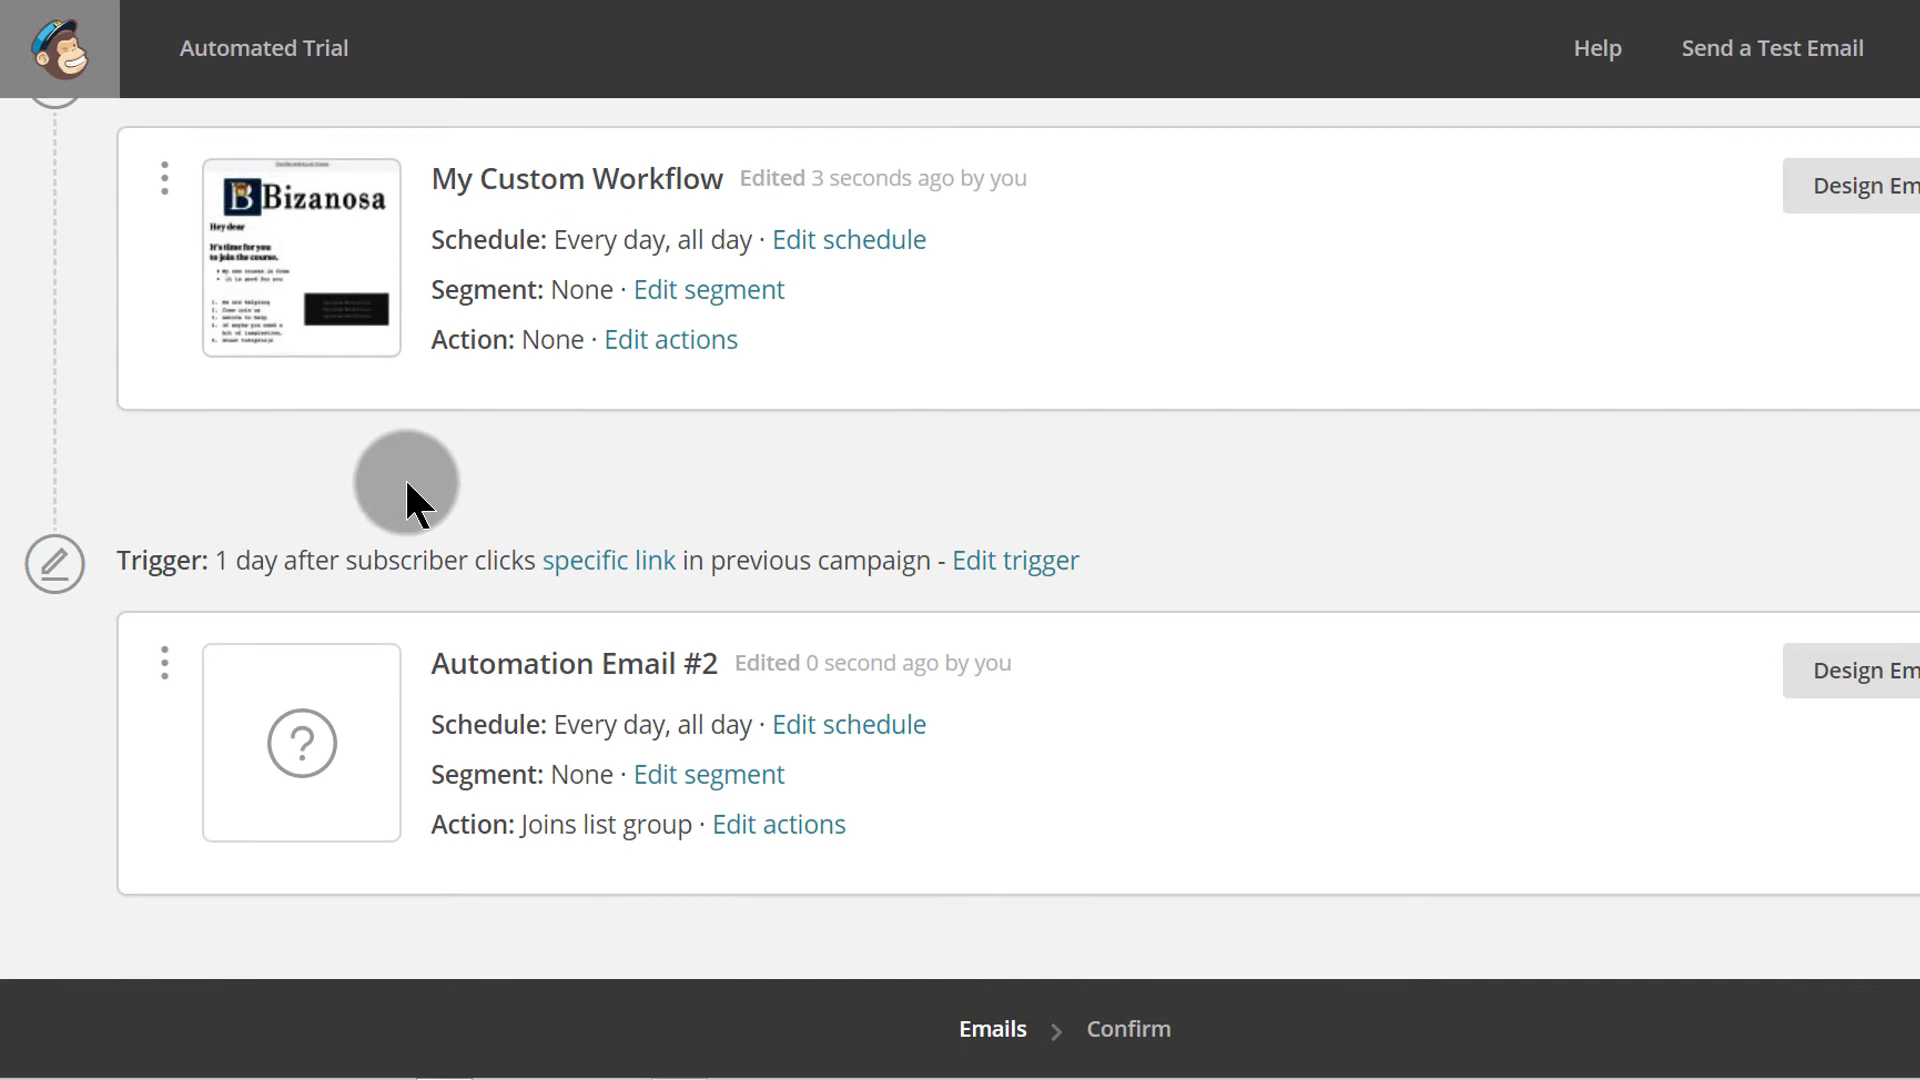 Automated Trial
Help
Send a Test Email
Bizanosa
Hey dear
It's time for you
to join the course.
My Custom Workflow Edited 3 seconds ago by you
Design Em
Schedule: Every day, all day · Edit schedule
Segment: None · Edit segment
Action: None · Edit actions
Trigger: 1 day after subscriber clicks specific link in previous campaign - Edit trigger
?
Automation Email #2 Edited 0 second ago by you
Design Em
Schedule: Every day, all day · Edit schedule
Segment: None · Edit segment
Action: Joins list group · Edit actions
Emails > Confirm